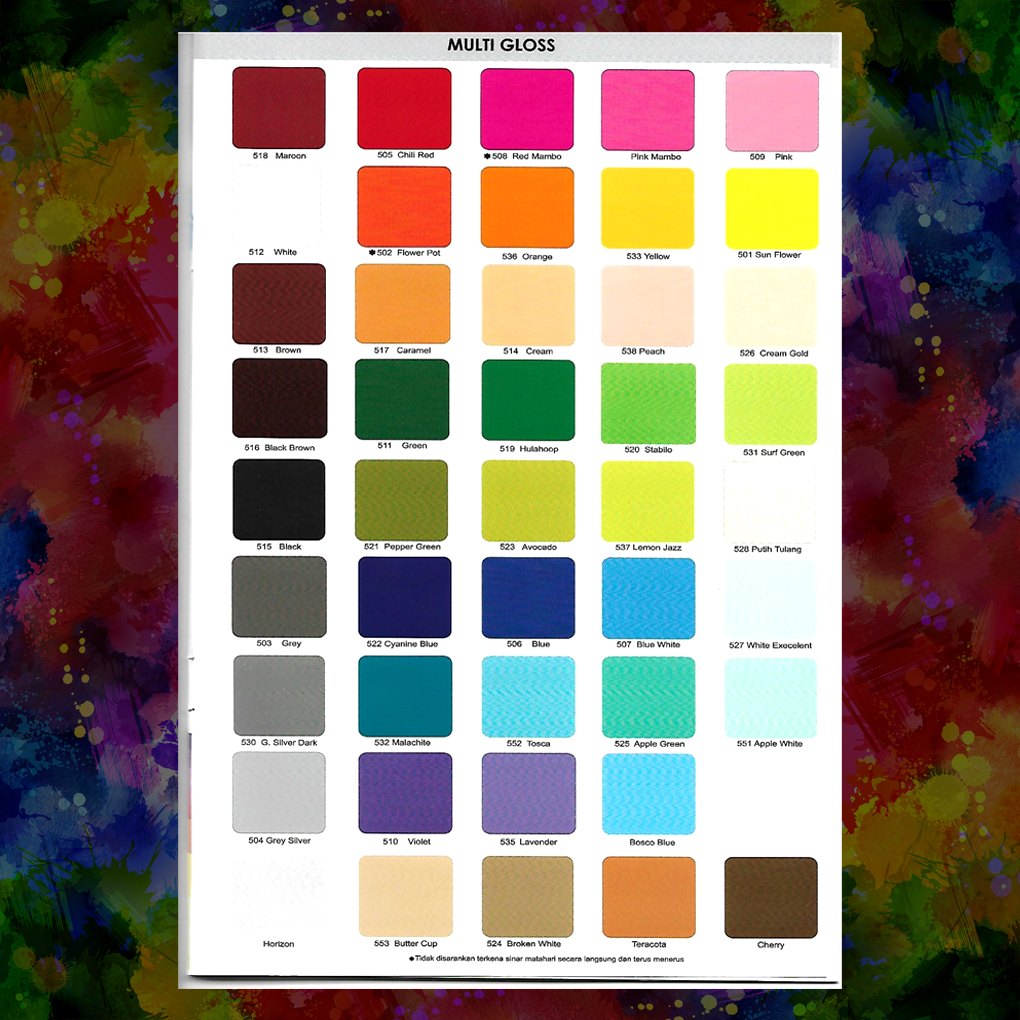 MULTI GLOSS
518 Maroon
505 Chili Red
✱508 Red Mambo
Pink Mambo
509 Pink
512 White
✱502 Flower Pot
536 Orange
533 Yellow
501 Sun Flower
513 Brown
517 Caramel
514 Cream
538 Peach
526 Cream Gold
516 Black Brown
511 Green
519 Hulahoop
520 Stabilo
531 Surf Green
515 Black
521 Pepper Green
523 Avocado
537 Lemon Jazz
528 Putih Tulang
503 Grey
522 Cyanine Blue
506 Blue
507 Blue White
527 White Execelent
530 G. Silver Dark
532 Malachite
552 Tosca
525 Apple Green
551 Apple White
504 Grey Silver
510 Violet
535 Lavender
Bosco Blue
Horizon
553 Butter Cup
524 Broken White
Teracota
Cherry
✱Tidak disarankan terkena sinar matahari secara langsung dan terus menerus